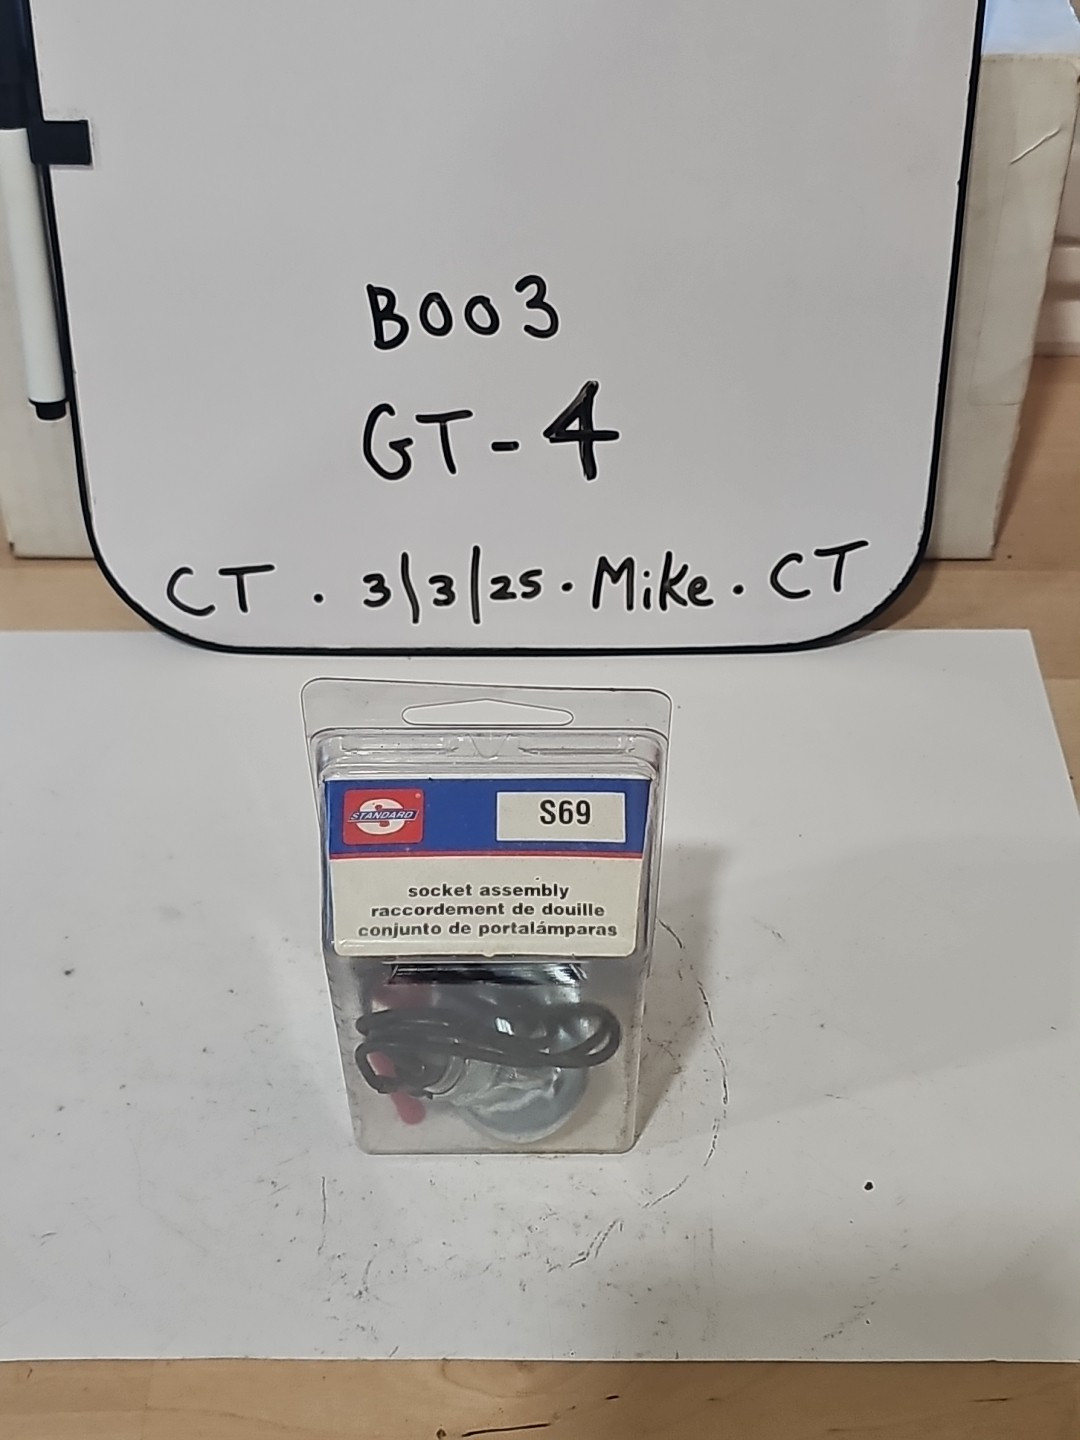 B003
GT-4
CT . 3/3/25 . Mike . CT
STANDARD
S69
socket assembly
raccordement de douille
conjunto de portalámparas